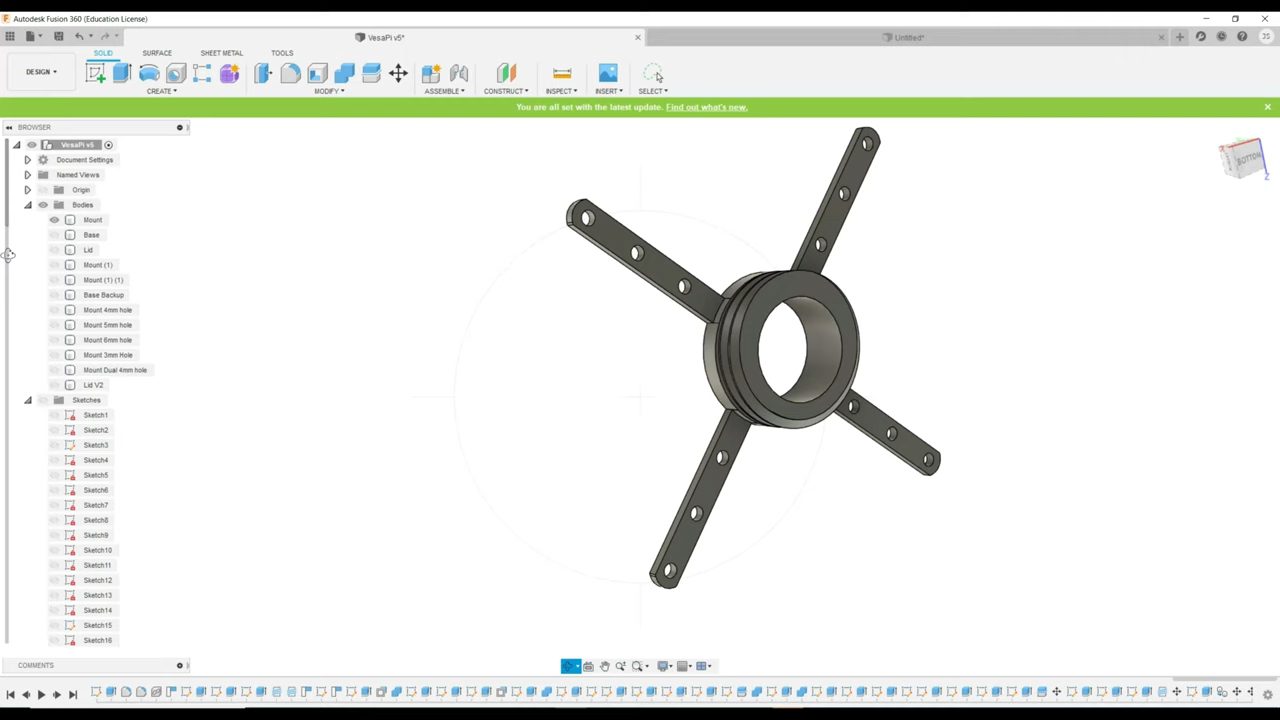 Autodesk Fusion 360 (Education License)
VesaPi v5*
Untitled*
JS
DESIGN
SOLID
SURFACE
SHEET METAL
TOOLS
CREATE
MODIFY
ASSEMBLE
CONSTRUCT
INSPECT
INSERT
SELECT
You are all set with the latest update. Find out what's new.
BROWSER
VesaPi v5
Document Settings
Named Views
Origin
Bodies
Mount
Base
Lid
Mount (1)
Mount (1) (1)
Base Backup
Mount 4mm hole
Mount 5mm hole
Mount 6mm hole
Mount 3mm Hole
Mount Dual 4mm hole
Lid V2
Sketches
Sketch1
Sketch2
Sketch3
Sketch4
Sketch5
Sketch6
Sketch7
Sketch8
Sketch9
Sketch10
Sketch11
Sketch12
Sketch13
Sketch14
Sketch15
Sketch16
BOTTOM
Z
COMMENTS